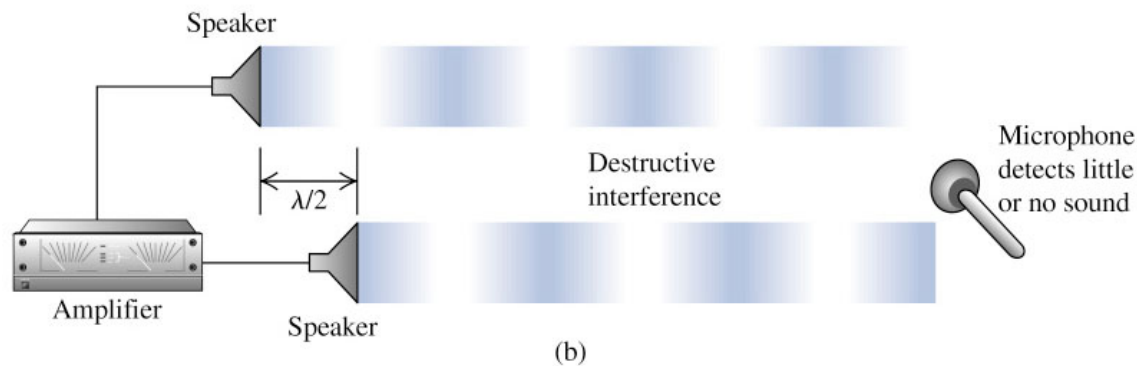 Speaker
Destructive
interference
Microphone
detects little
or no sound
λ/2
Amplifier
Speaker
(b)